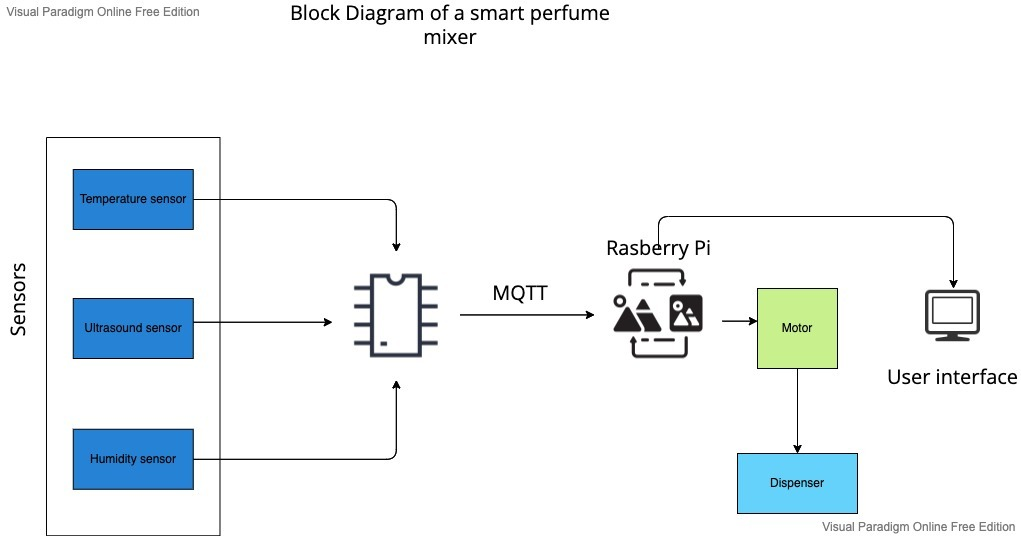 Visual Paradigm Online Free Edition
Block Diagram of a smart perfume
mixer
Sensors
Temperature sensor
Ultrasound sensor
Humidity sensor
MQTT
Rasberry Pi
Motor
User interface
Dispenser
Visual Paradigm Online Free Edition